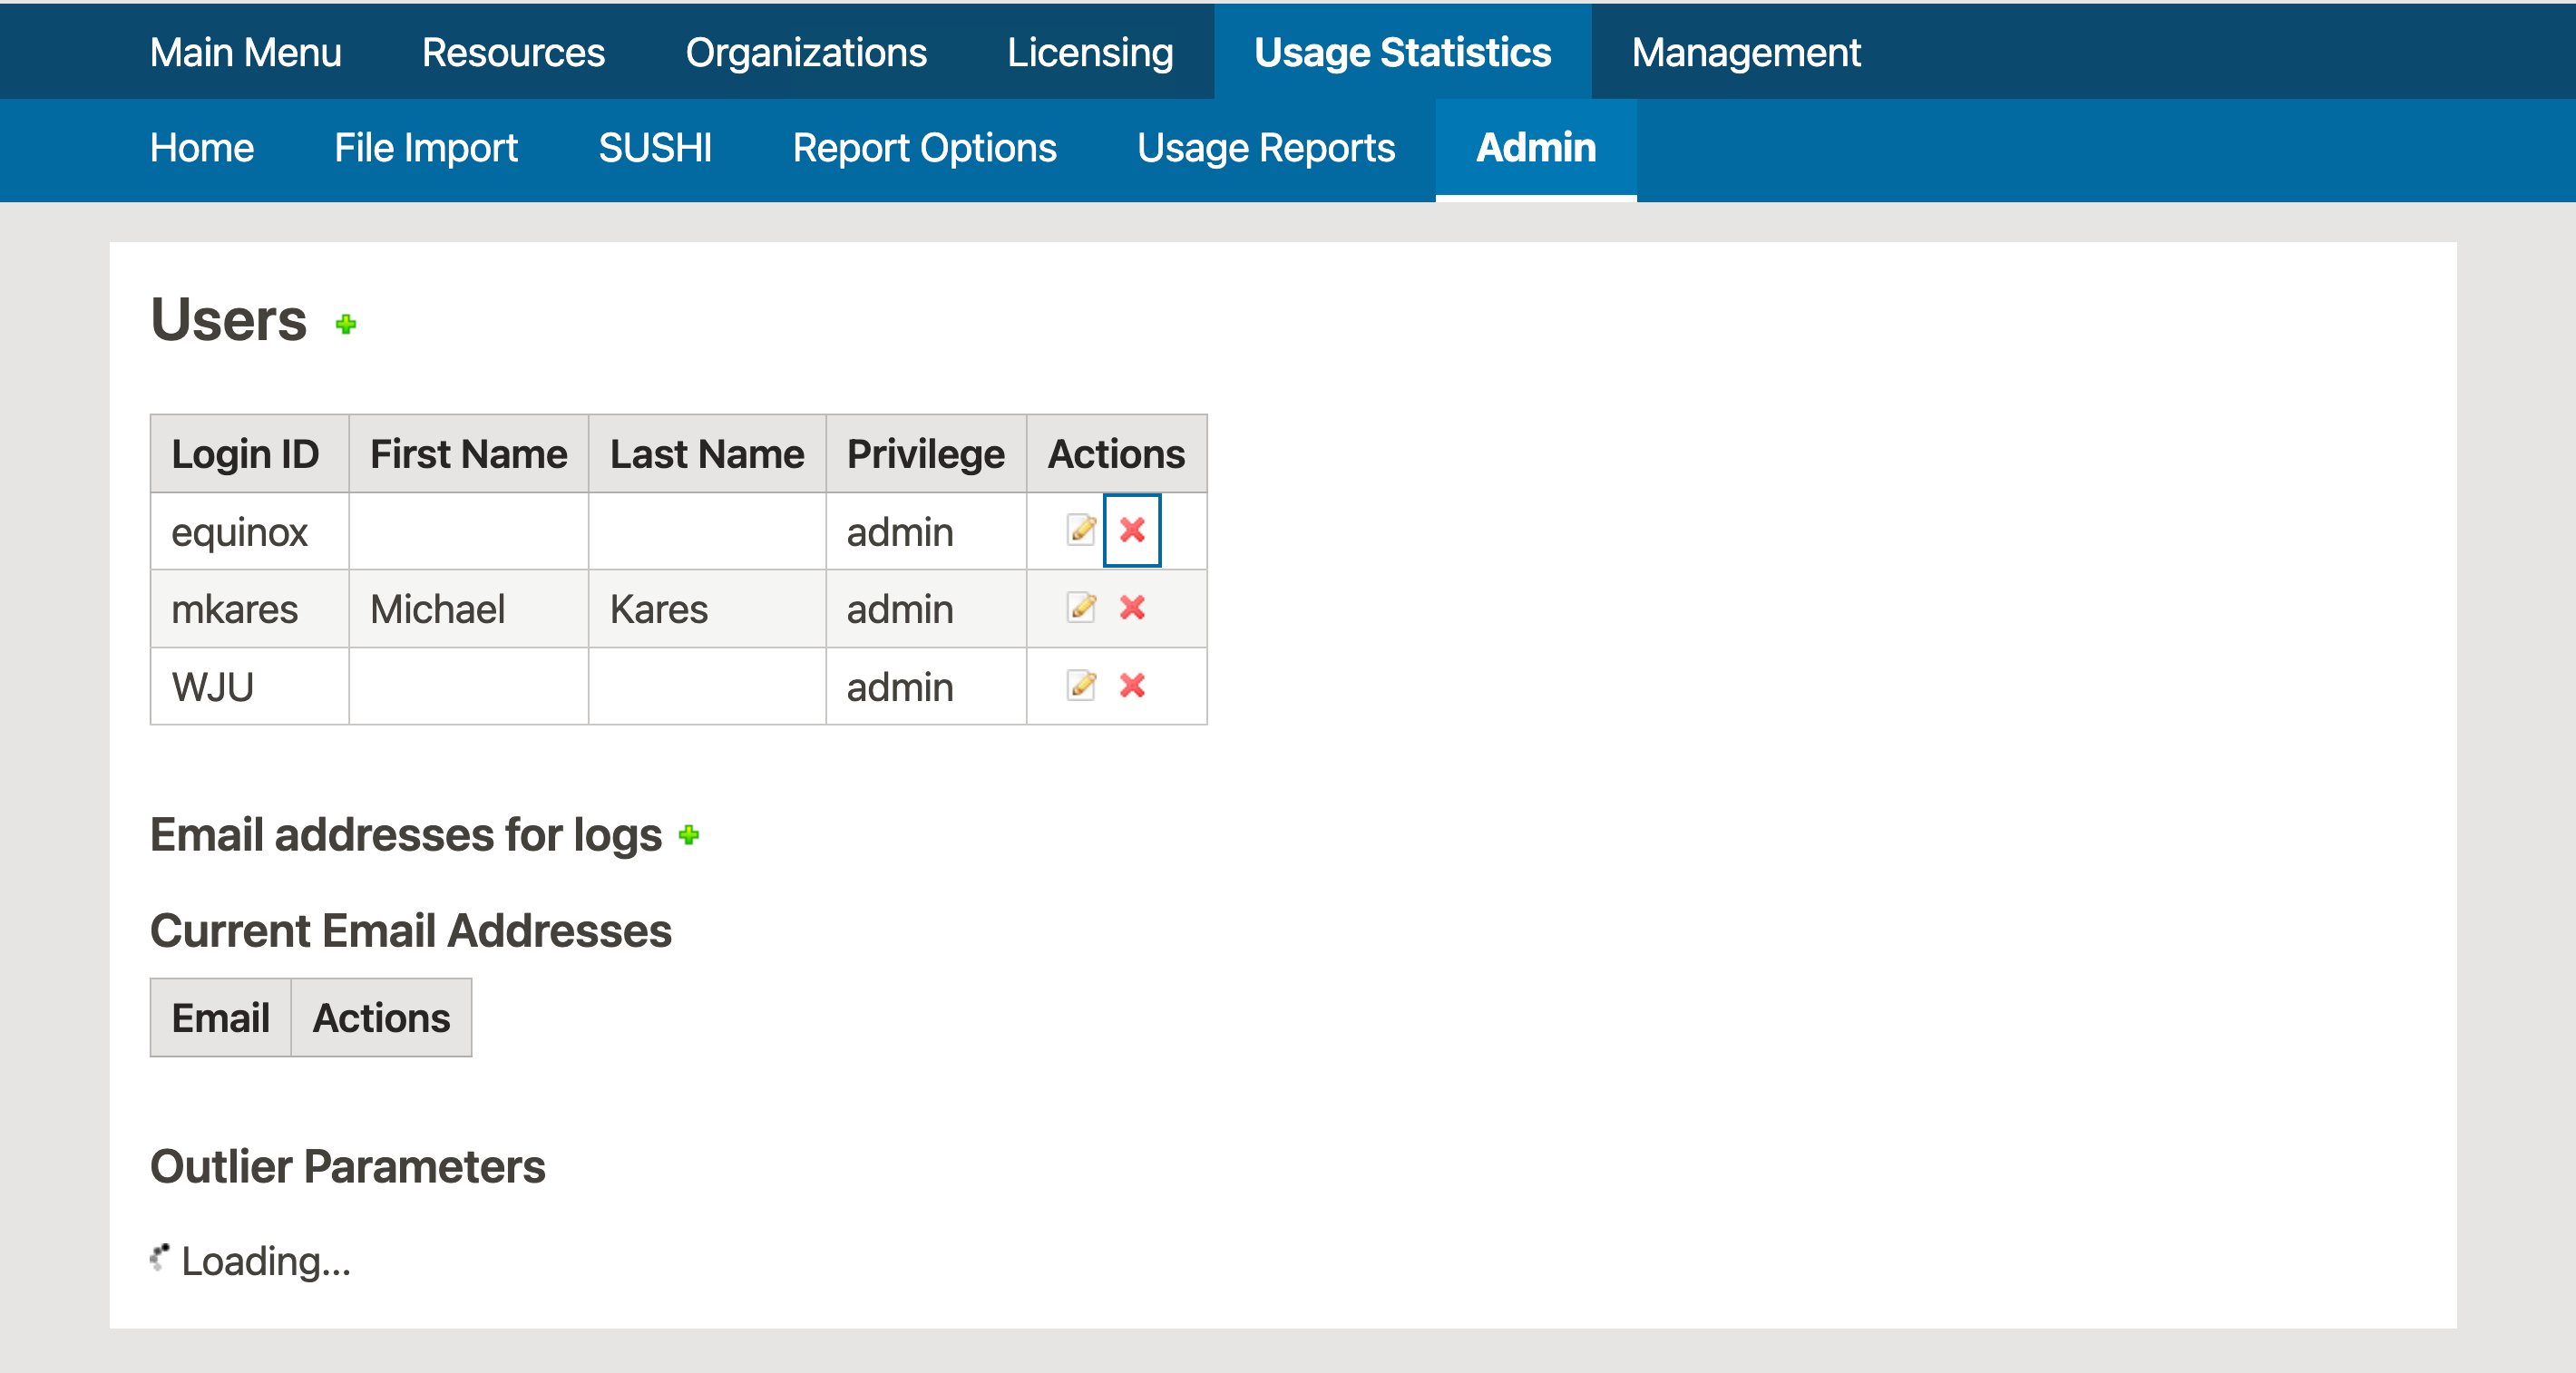 Main Menu Resources Organizations Licensing Usage Statistics Management
Home File Import SUSHI Report Options Usage Reports Admin
Users
Login ID First Name Last Name Privilege Actions
equinox admin
mkares Michael Kares admin
WJU admin
Email addresses for logs
Current Email Addresses
Email Actions
Outlier Parameters
Loading...